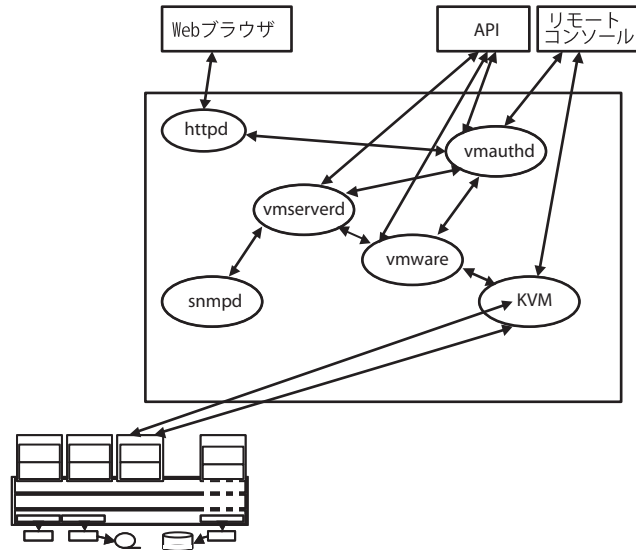 Webブラウザ
API
リモート
コンソール
httpd
vmauthd
vmserverd
vmware
snmpd
KVM